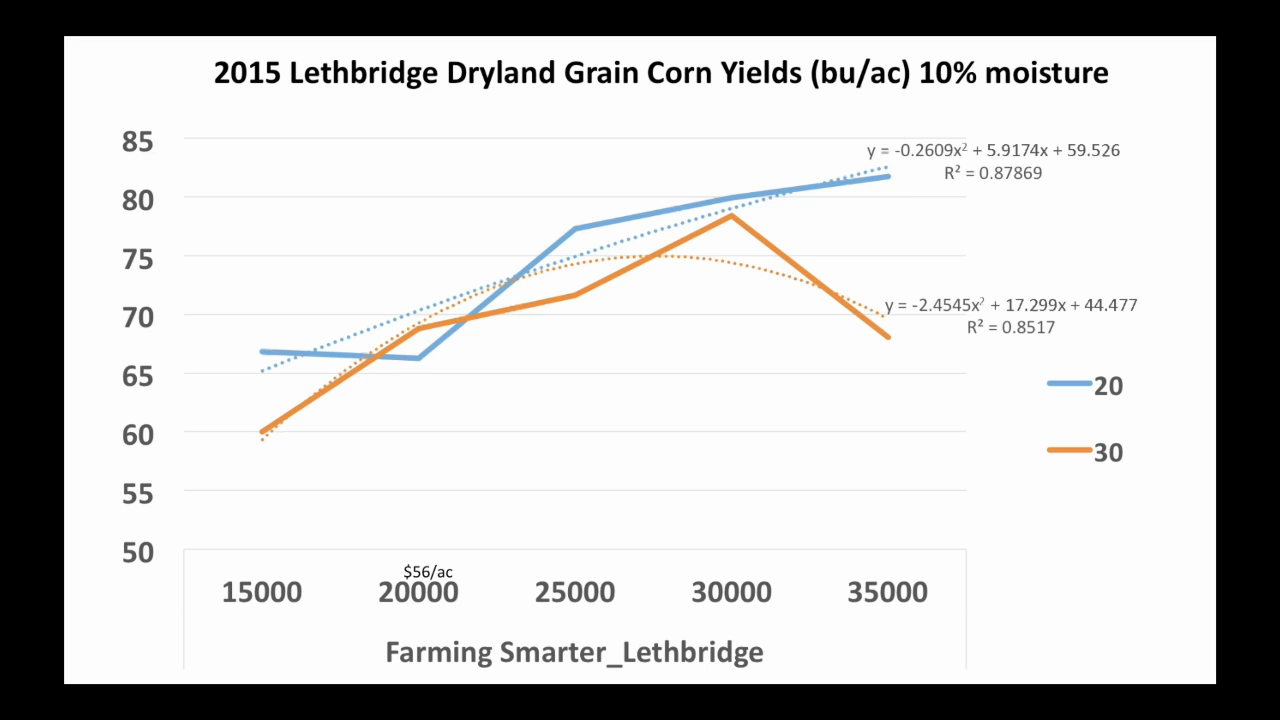 2015 Lethbridge Dryland Grain Corn Yields (bu/ac) 10% moisture
85
80
75
70
65
60
55
50
y = -0.2609x² + 5.9174x + 59.526
R² = 0.87869
y = -2.4545x² + 17.299x + 44.477
R² = 0.8517
20
30
$56/ac
15000 20000 25000 30000 35000
Farming Smarter_Lethbridge